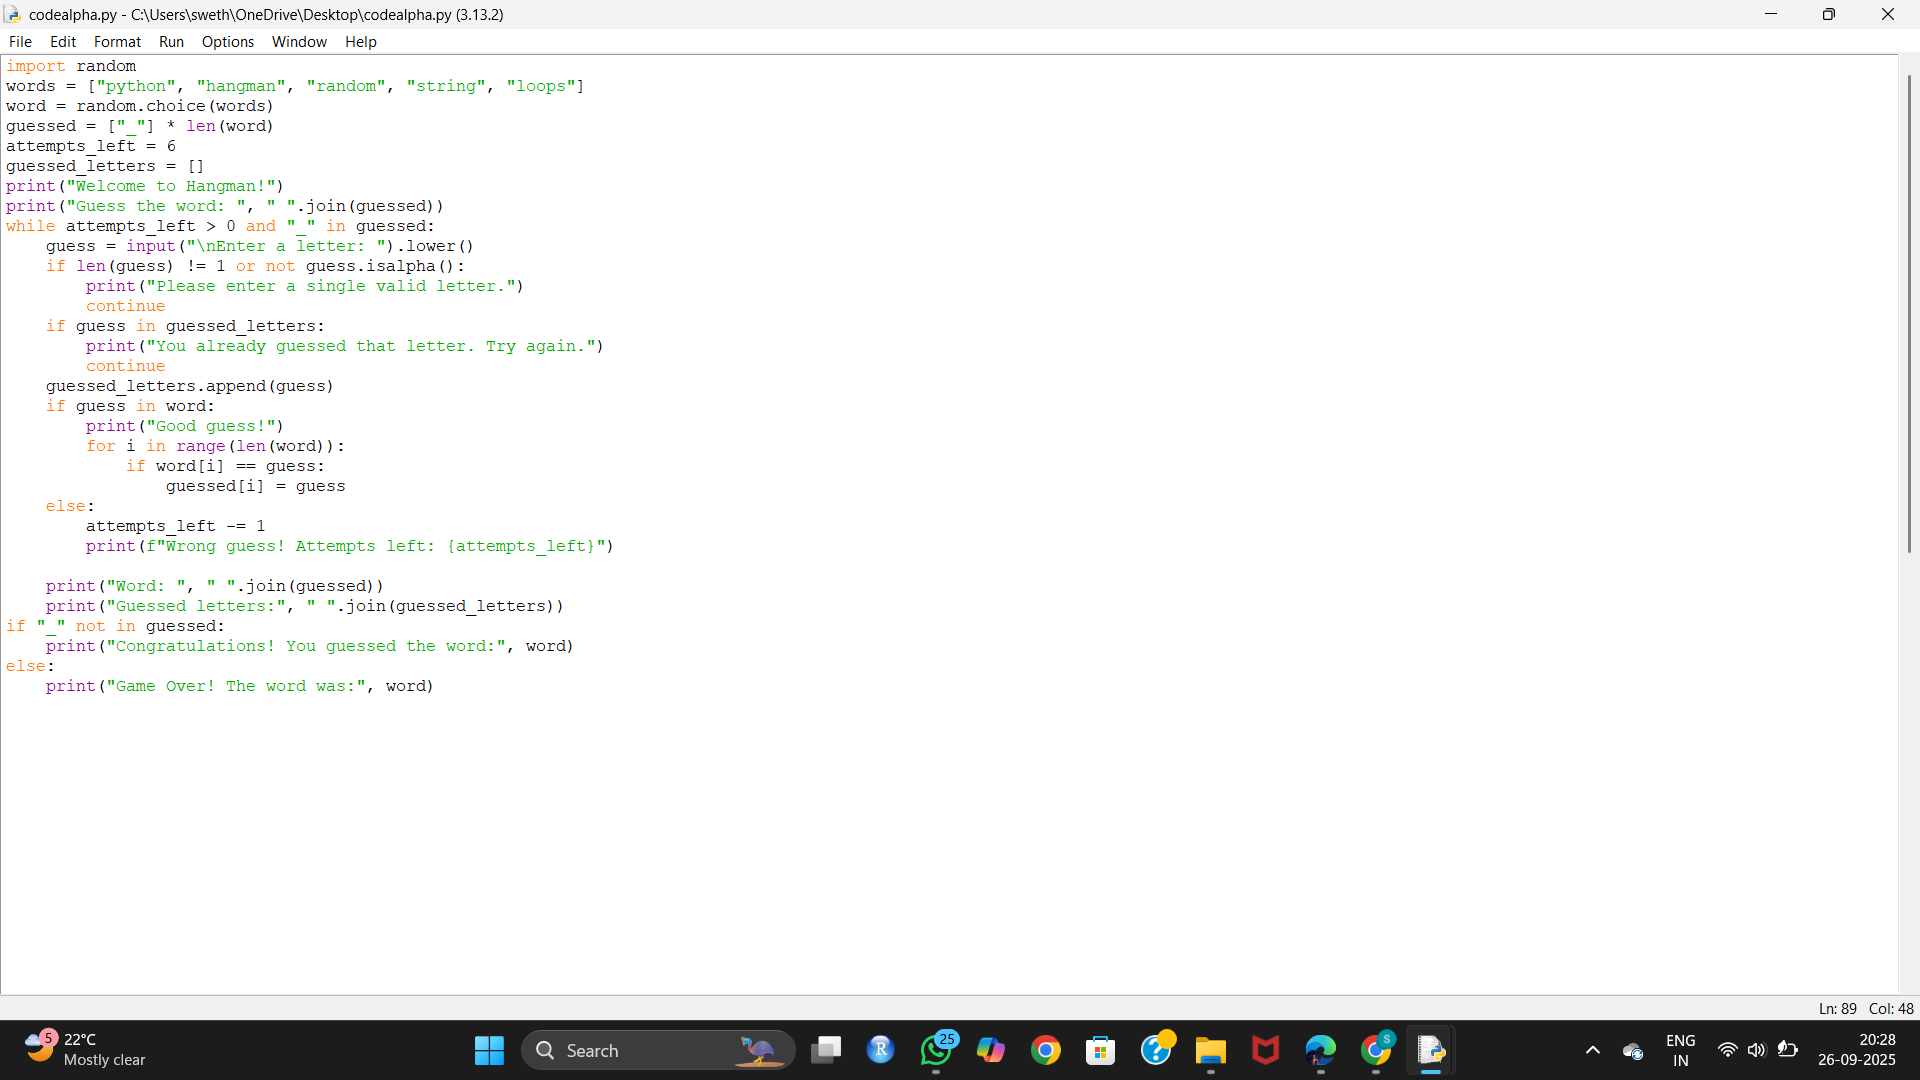 codealpha.py - C:\Users\sweth\OneDrive\Desktop\codealpha.py (3.13.2)
File Edit Format Run Options Window Help
import random
words = ["python", "hangman", "random", "string", "loops"]
word = random.choice(words)
guessed = ["_"] * len(word)
attempts_left = 6
guessed_letters = []
print("Welcome to Hangman!")
print("Guess the word: ", " ".join(guessed))
while attempts_left > 0 and "_" in guessed:
    guess = input("\nEnter a letter: ").lower()
    if len(guess) != 1 or not guess.isalpha():
        print("Please enter a single valid letter.")
        continue
    if guess in guessed_letters:
        print("You already guessed that letter. Try again.")
        continue
    guessed_letters.append(guess)
    if guess in word:
        print("Good guess!")
        for i in range(len(word)):
            if word[i] == guess:
                guessed[i] = guess
    else:
        attempts_left -= 1
        print(f"Wrong guess! Attempts left: {attempts_left}")

    print("Word: ", " ".join(guessed))
    print("Guessed letters:", " ".join(guessed_letters))
if "_" not in guessed:
    print("Congratulations! You guessed the word:", word)
else:
    print("Game Over! The word was:", word)
Ln: 89 Col: 48
5
22°C
Mostly clear
Search
R
25
?
S
ENG
IN
20:28
26-09-2025